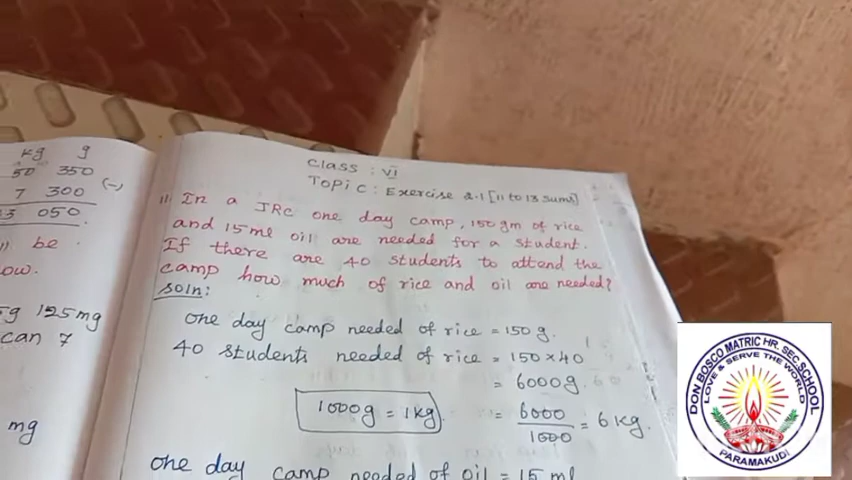 kg g
50 350
7 300 (-)
3 050
11 be
ow.
5g 125mg
can 7
mg
Class : VI
Topic : Exercise 2.1 [11 to 13 sums]
11 In a JRC one day camp, 150 gm of rice
and 15 ml oil are needed for a student.
If there are 40 students to attend the
camp how much of rice and oil are needed?
Soln:
One day camp needed of rice = 150 g.
40 students needed of rice = 150 × 40
= 6000 g.
1000g = 1 kg
= 6000/1000 = 6 kg.
One day camp needed of oil = 15 ml
DON BOSCO MATRIC HR. SEC SCHOOL
LOVE & SERVE THE WORLD
PARAMAKUDI